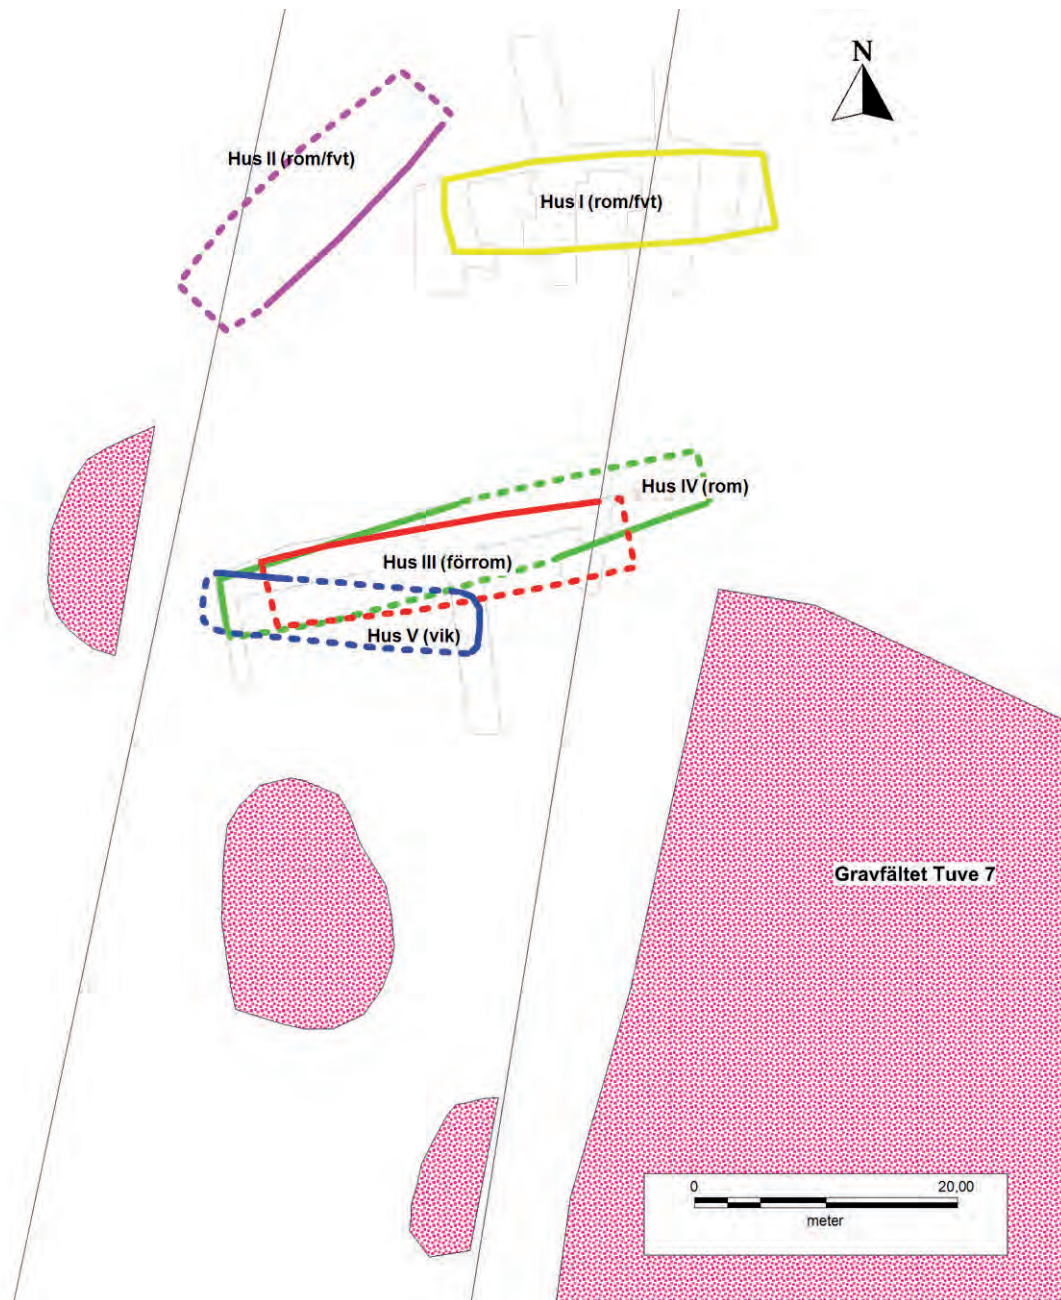 N
Hus II (rom/fvt)
Hus I (rom/fvt)
Hus IV (rom)
Hus III (förrom)
Hus V (vik)
Gravfältet Tuve 7
0 20,00
meter